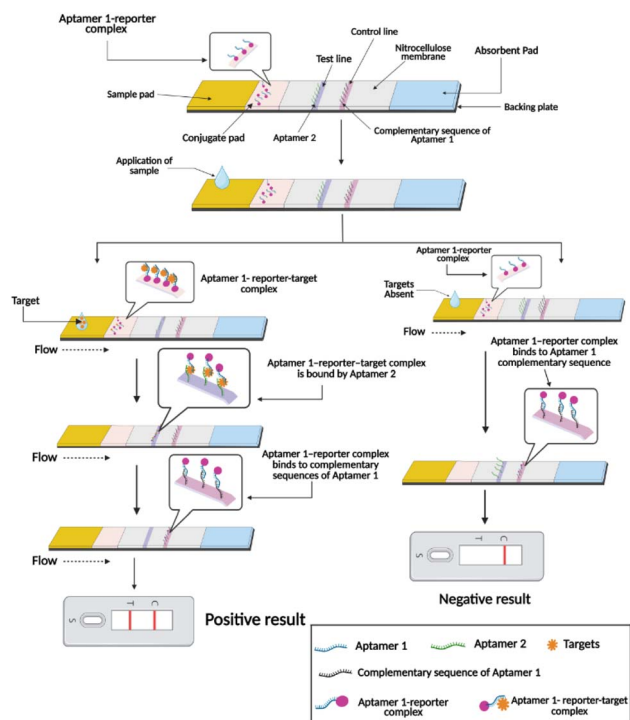 Aptamer 1-reporter
complex
Control line
Test line
Nitrocellulose
membrane
Absorbent Pad
Sample pad
Backing plate
Conjugate pad
Aptamer 2
Complementary sequence of
Aptamer 1
Application of
sample
Aptamer 1-reporter
complex
Aptamer 1- reporter-target
complex
Targets
Absent
Target
Flow
Flow
Aptamer 1–reporter complex
binds to Aptamer 1
complementary sequence
Aptamer 1–reporter–target complex
is bound by Aptamer 2
Flow
Aptamer 1–reporter complex
binds to complementary
sequences of Aptamer 1
Flow
S
T
C
Negative result
S
T
C
Positive result
Aptamer 1
Aptamer 2
Targets
Complementary sequence of Aptamer 1
Aptamer 1-reporter
complex
Aptamer 1- reporter-target
complex